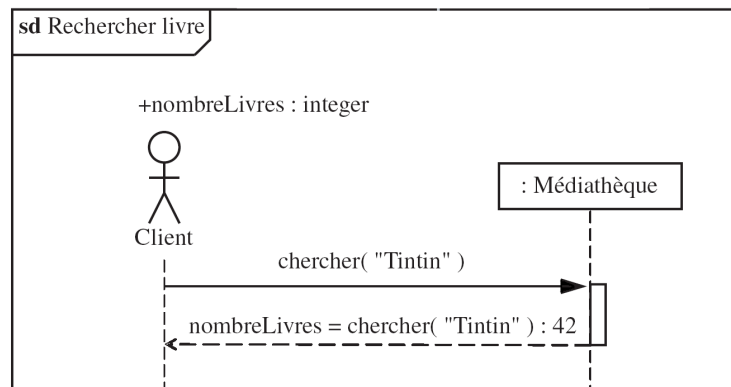 sd Rechercher livre
+nombreLivres : integer
: Médiathèque
Client
chercher( "Tintin" )
nombreLivres = chercher( "Tintin" ) : 42